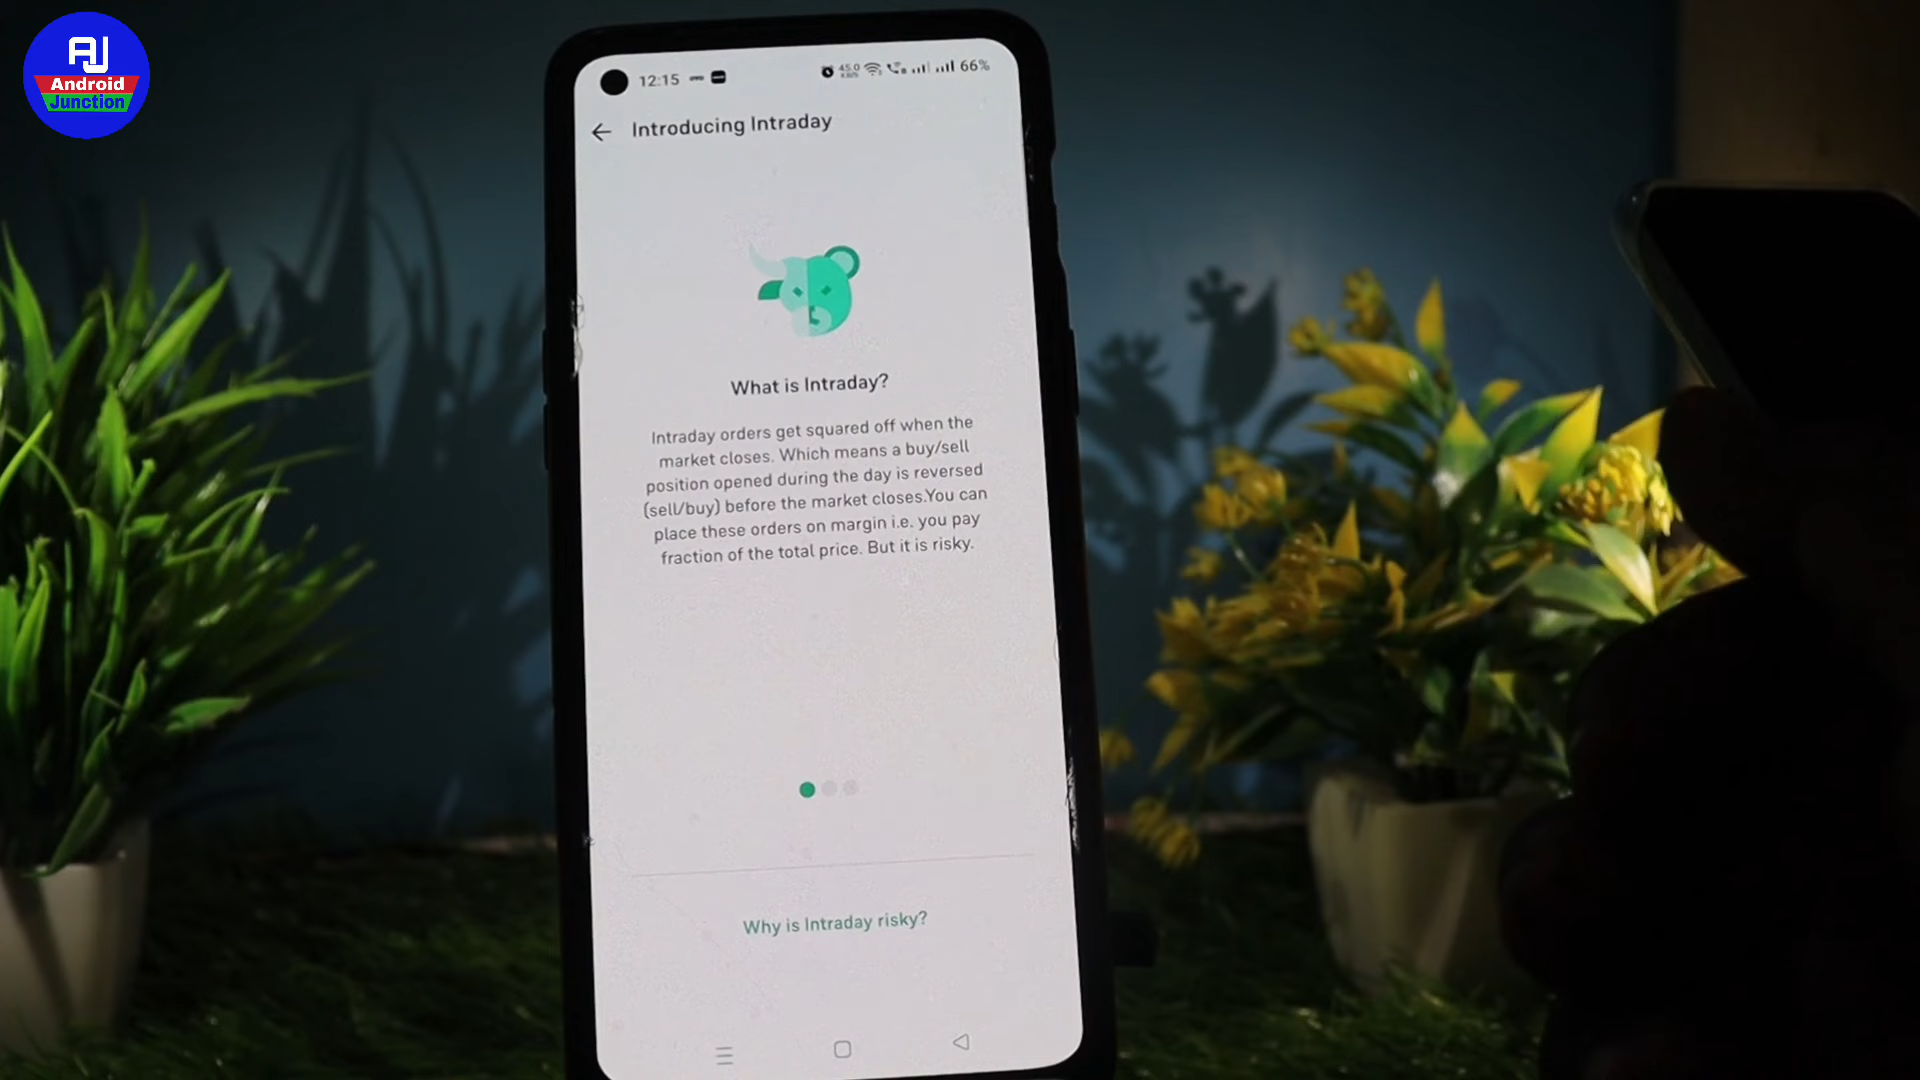 AJ
Android
Junction
12:15
45.0
KB/S
66%
Introducing Intraday
What is Intraday?
Intraday orders get squared off when the
market closes. Which means a buy/sell
position opened during the day is reversed
(sell/buy) before the market closes.You can
place these orders on margin i.e. you pay
fraction of the total price. But it is risky.
Why is Intraday risky?